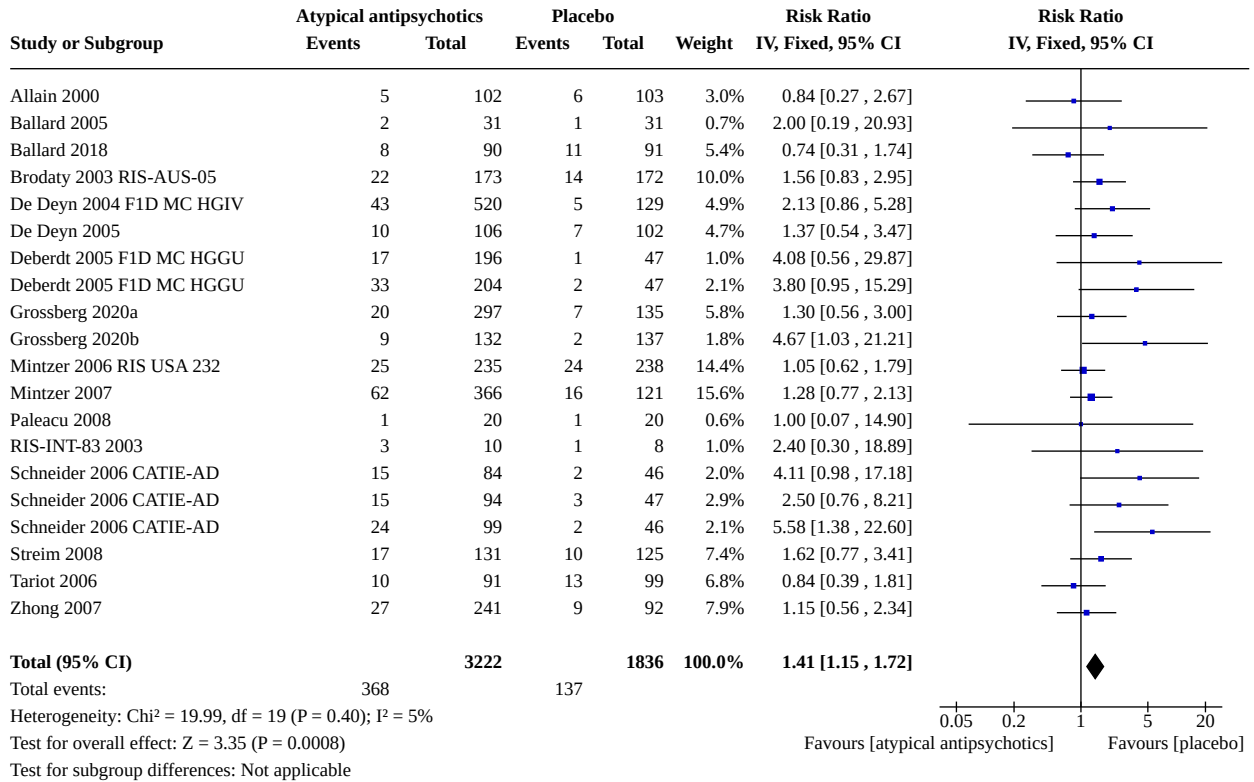 Atypical antipsychotics Placebo Risk Ratio Risk Ratio
Study or Subgroup Events Total Events Total Weight IV, Fixed, 95% CI IV, Fixed, 95% CI
Allain 2000 5 102 6 103 3.0% 0.84 [0.27 , 2.67]
Ballard 2005 2 31 1 31 0.7% 2.00 [0.19 , 20.93]
Ballard 2018 8 90 11 91 5.4% 0.74 [0.31 , 1.74]
Brodaty 2003 RIS-AUS-05 22 173 14 172 10.0% 1.56 [0.83 , 2.95]
De Deyn 2004 F1D MC HGIV 43 520 5 129 4.9% 2.13 [0.86 , 5.28]
De Deyn 2005 10 106 7 102 4.7% 1.37 [0.54 , 3.47]
Deberdt 2005 F1D MC HGGU 17 196 1 47 1.0% 4.08 [0.56 , 29.87]
Deberdt 2005 F1D MC HGGU 33 204 2 47 2.1% 3.80 [0.95 , 15.29]
Grossberg 2020a 20 297 7 135 5.8% 1.30 [0.56 , 3.00]
Grossberg 2020b 9 132 2 137 1.8% 4.67 [1.03 , 21.21]
Mintzer 2006 RIS USA 232 25 235 24 238 14.4% 1.05 [0.62 , 1.79]
Mintzer 2007 62 366 16 121 15.6% 1.28 [0.77 , 2.13]
Paleacu 2008 1 20 1 20 0.6% 1.00 [0.07 , 14.90]
RIS-INT-83 2003 3 10 1 8 1.0% 2.40 [0.30 , 18.89]
Schneider 2006 CATIE-AD 15 84 2 46 2.0% 4.11 [0.98 , 17.18]
Schneider 2006 CATIE-AD 15 94 3 47 2.9% 2.50 [0.76 , 8.21]
Schneider 2006 CATIE-AD 24 99 2 46 2.1% 5.58 [1.38 , 22.60]
Streim 2008 17 131 10 125 7.4% 1.62 [0.77 , 3.41]
Tariot 2006 10 91 13 99 6.8% 0.84 [0.39 , 1.81]
Zhong 2007 27 241 9 92 7.9% 1.15 [0.56 , 2.34]
Total (95% CI) 3222 1836 100.0% 1.41 [1.15 , 1.72]
Total events: 368 137
Heterogeneity: Chi² = 19.99, df = 19 (P = 0.40); I² = 5%
0.05 0.2 1 5 20
Test for overall effect: Z = 3.35 (P = 0.0008)
Favours [atypical antipsychotics] Favours [placebo]
Test for subgroup differences: Not applicable